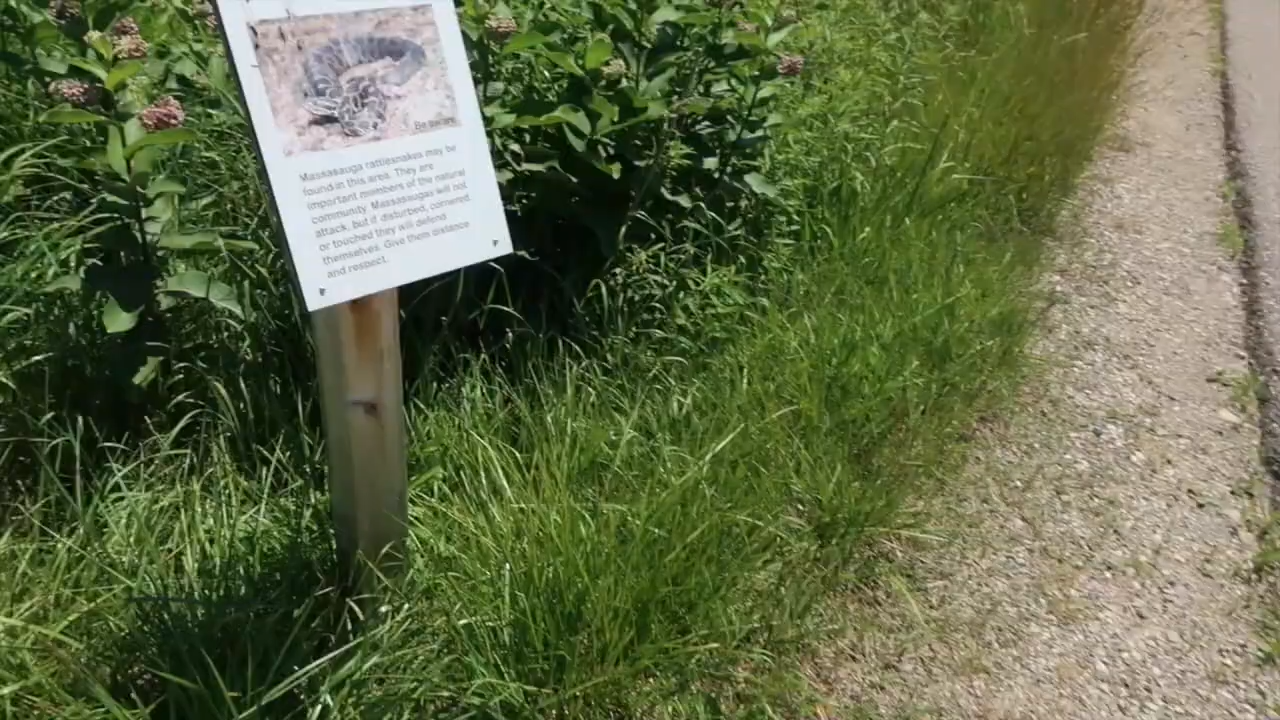 Be aware
Massasauga rattlesnakes may be
found in this area. They are
important members of the natural
community. Massasaugas will not
attack, but if disturbed, cornered
or touched they will defend
themselves. Give them distance
and respect.